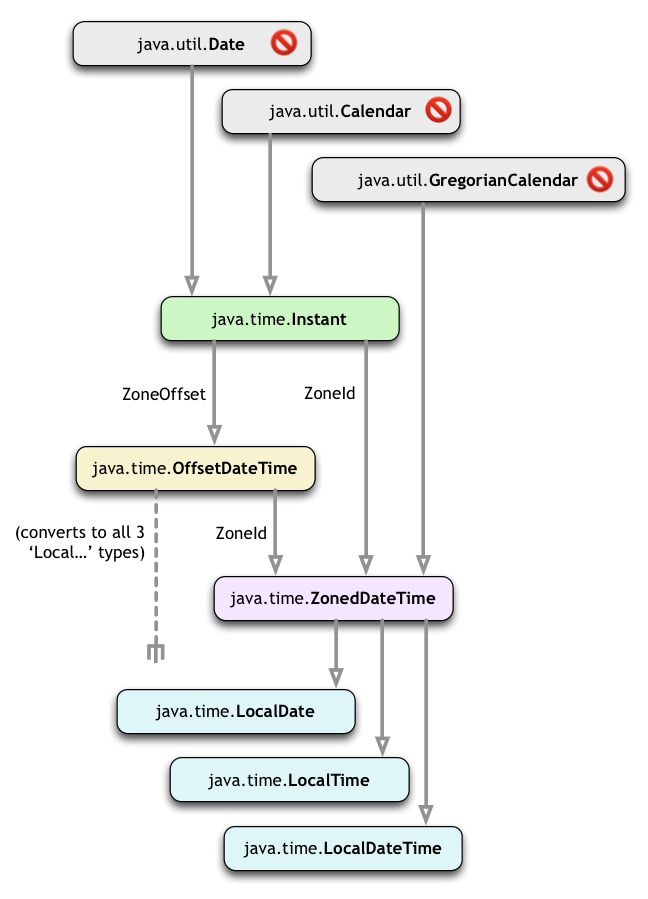 java.util.Date
java.util.Calendar
java.util.GregorianCalendar
java.time.Instant
ZoneOffset
ZoneId
java.time.OffsetDateTime
(converts to all 3
‘Local…’ types)
ZoneId
java.time.ZonedDateTime
java.time.LocalDate
java.time.LocalTime
java.time.LocalDateTime